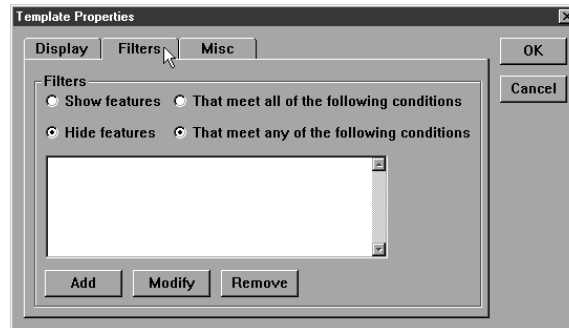 Template Properties
Display Filters Misc
OK
Cancel
Filters
Show features That meet all of the following conditions
Hide features That meet any of the following conditions
Add Modify Remove